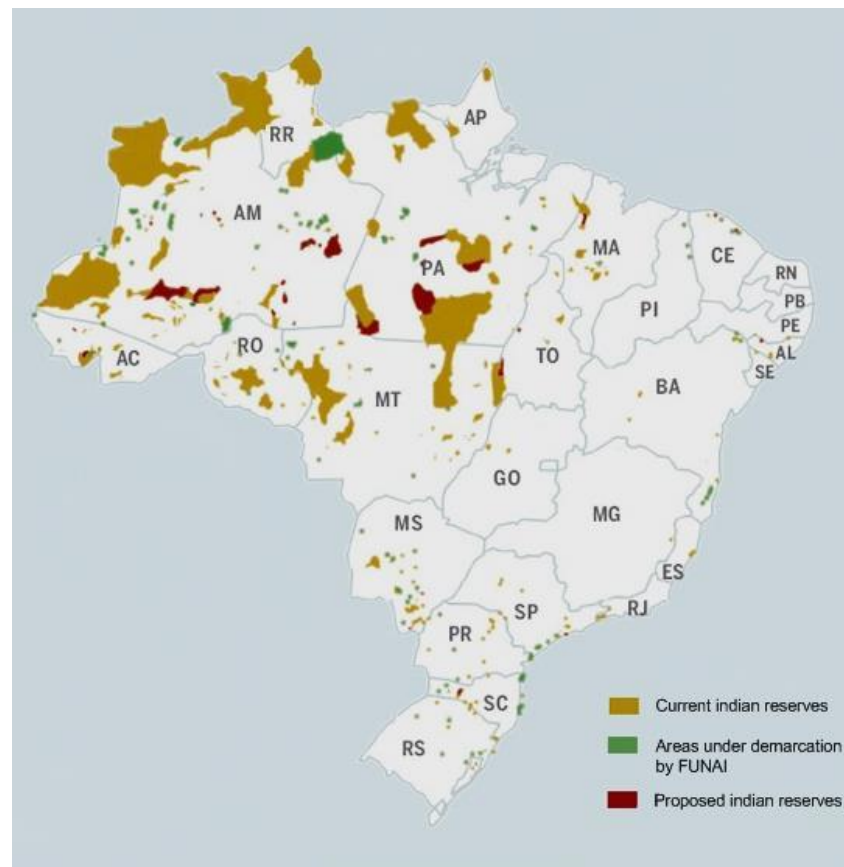 AP
RR
AM
PA
MA
CE
RN
PB
PI
PE
AL
SE
AC
RO
TO
BA
MT
GO
MG
MS
ES
SP
RJ
PR
SC
RS
Current indian reserves
Areas under demarcation
by FUNAI
Proposed indian reserves